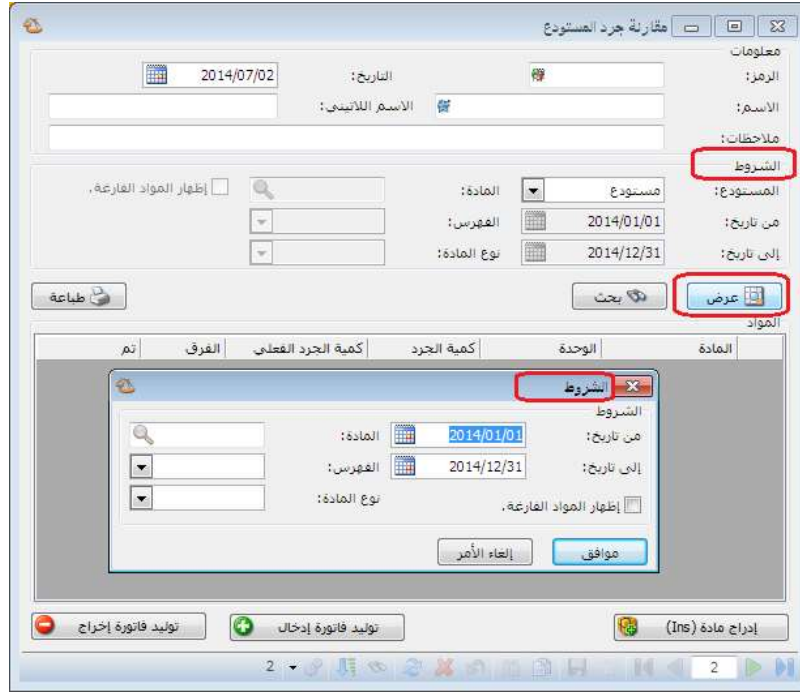 مقارنة جرد المستودع
معلومات
الرمز: التاريخ: 2014/07/02
الاسم: الاسم اللاتيني:
ملاحظات:
الشروط
المستودع: مستودع المادة: إظهار المواد الفارغة.
من تاريخ: 2014/01/01 الفهرس:
إلى تاريخ: 2014/12/31 نوع المادة:
عرض بحث طباعة
المواد
المادة الوحدة كمية الجرد كمية الجرد الفعلي الفرق تم
الشروط
الشروط
من تاريخ: 2014/01/01 المادة:
إلى تاريخ: 2014/12/31 الفهرس:
إظهار المواد الفارغة. نوع المادة:
موافق إلغاء الأمر
إدراج مادة (Ins) توليد فاتورة إدخال توليد فاتورة إخراج
2 2